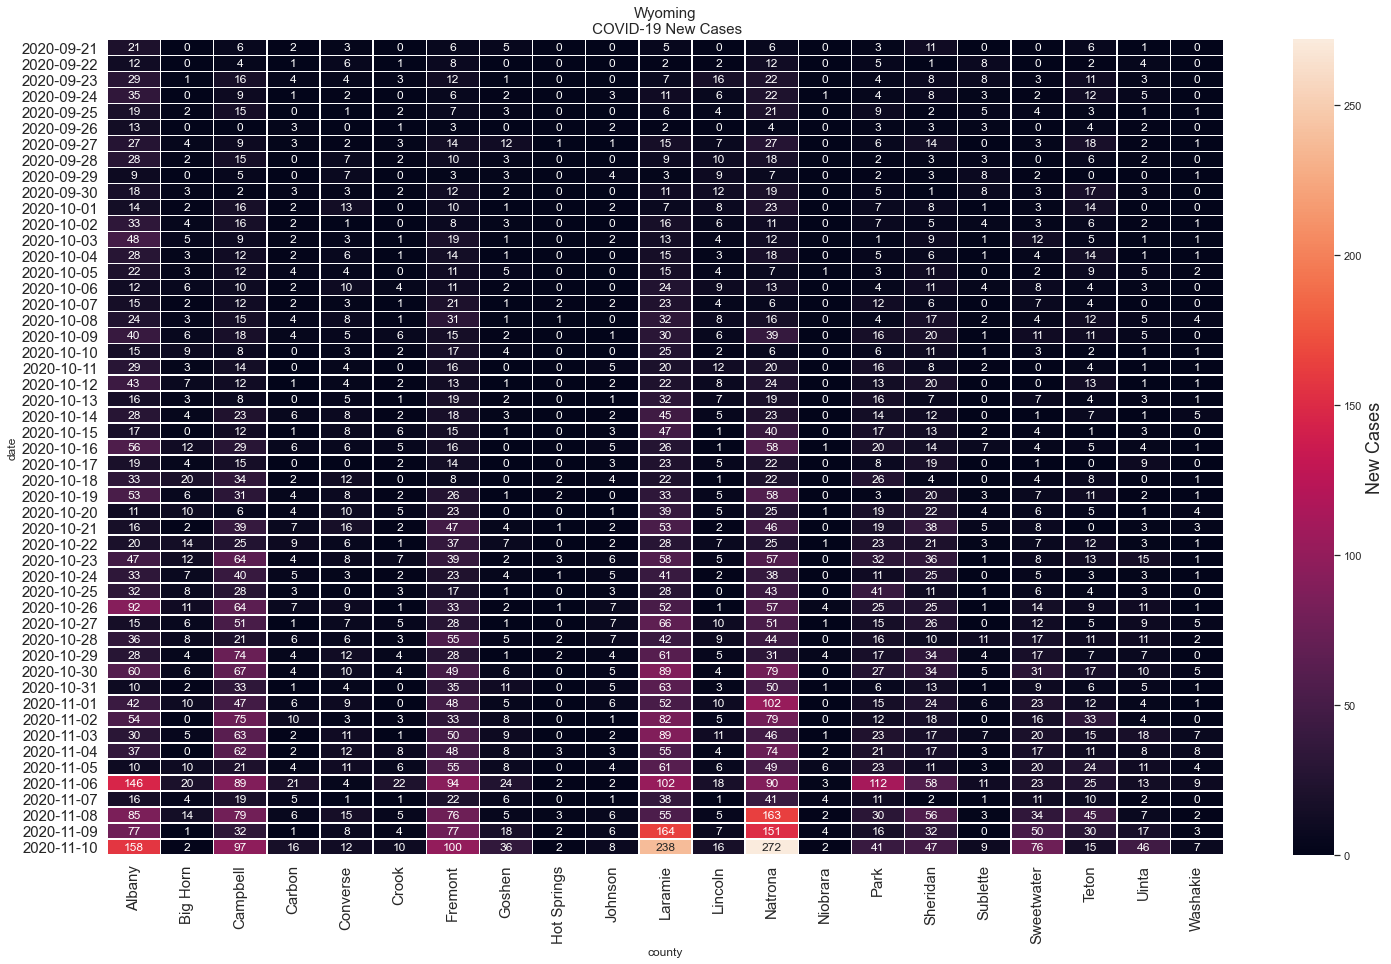 Wyoming
COVID-19 New Cases
2020-09-21 21 0 6 2 3 0 6 5 0 0 5 0 6 0 3 11 0 0 6 1 0
2020-09-22 12 0 4 1 6 1 8 0 0 0 2 2 12 0 5 1 8 0 2 4 0
2020-09-23 29 1 16 4 4 3 12 1 0 0 7 16 22 0 4 8 8 3 11 3 0
2020-09-24 35 0 9 1 2 0 6 2 0 3 11 6 22 1 4 8 3 2 12 5 0
2020-09-25 19 2 15 0 1 2 7 3 0 0 6 4 21 0 9 2 5 4 3 1 1
2020-09-26 13 0 0 3 0 1 3 0 0 2 2 0 4 0 3 3 3 0 4 2 0
2020-09-27 27 4 9 3 2 3 14 12 1 1 15 7 27 0 6 14 0 3 18 2 1
2020-09-28 28 2 15 0 7 2 10 3 0 0 9 10 18 0 2 3 3 0 6 2 0
2020-09-29 9 0 5 0 7 0 3 3 0 4 3 9 7 0 2 3 8 2 0 0 1
2020-09-30 18 3 2 3 3 2 12 2 0 0 11 12 19 0 5 1 8 3 17 3 0
2020-10-01 14 2 16 2 13 0 10 1 0 2 7 8 23 0 7 8 1 3 14 0 0
2020-10-02 33 4 16 2 1 0 8 3 0 0 16 6 11 0 7 5 4 3 6 2 1
2020-10-03 48 5 9 2 3 1 19 1 0 2 13 4 12 0 1 9 1 12 5 1 1
2020-10-04 28 3 12 2 6 1 14 1 0 0 15 3 18 0 5 6 1 4 14 1 1
2020-10-05 22 3 12 4 4 0 11 5 0 0 15 4 7 1 3 11 0 2 9 5 2
2020-10-06 12 6 10 2 10 4 11 2 0 0 24 9 13 0 4 11 4 8 4 3 0
2020-10-07 15 2 12 2 3 1 21 1 2 2 23 4 6 0 12 6 0 7 4 0 0
2020-10-08 24 3 15 4 8 1 31 1 1 0 32 8 16 0 4 17 2 4 12 5 4
2020-10-09 40 6 18 4 5 6 15 2 0 1 30 6 39 0 16 20 1 11 11 5 0
2020-10-10 15 9 8 0 3 2 17 4 0 0 25 2 6 0 6 11 1 3 2 1 1
2020-10-11 29 3 14 0 4 0 16 0 0 5 20 12 20 0 16 8 2 0 4 1 1
2020-10-12 43 7 12 1 4 2 13 1 0 2 22 8 24 0 13 20 0 0 13 1 1
2020-10-13 16 3 8 0 5 1 19 2 0 1 32 7 19 0 16 7 0 7 4 3 1
2020-10-14 28 4 23 6 8 2 18 3 0 2 45 5 23 0 14 12 0 1 7 1 5
2020-10-15 17 0 12 1 8 6 15 1 0 3 47 1 40 0 17 13 2 4 1 3 0
2020-10-16 56 12 29 6 6 5 16 0 0 5 26 1 58 1 20 14 7 4 5 4 1
2020-10-17 19 4 15 0 0 2 14 0 0 3 23 5 22 0 8 19 0 1 0 9 0
2020-10-18 33 20 34 2 12 0 8 0 2 4 22 1 22 0 26 4 0 4 8 0 1
2020-10-19 53 6 31 4 8 2 26 1 2 0 33 5 58 0 3 20 3 7 11 2 1
2020-10-20 11 10 6 4 10 5 23 0 0 1 39 5 25 1 19 22 4 6 5 1 4
2020-10-21 16 2 39 7 16 2 47 4 1 2 53 2 46 0 19 38 5 8 0 3 3
2020-10-22 20 14 25 9 6 1 37 7 0 2 28 7 25 1 23 21 3 7 12 3 1
2020-10-23 47 12 64 4 8 7 39 2 3 6 58 5 57 0 32 36 1 8 13 15 1
2020-10-24 33 7 40 5 3 2 23 4 1 5 41 2 38 0 11 25 0 5 3 3 1
2020-10-25 32 8 28 3 0 3 17 1 0 3 28 0 43 0 41 11 1 6 4 3 0
2020-10-26 92 11 64 7 9 1 33 2 1 7 52 1 57 4 25 25 1 14 9 11 1
2020-10-27 15 6 51 1 7 5 28 1 0 7 66 10 51 1 15 26 0 12 5 9 5
2020-10-28 36 8 21 6 6 3 55 5 2 7 42 9 44 0 16 10 11 17 11 11 2
2020-10-29 28 4 74 4 12 4 28 1 2 4 61 5 31 4 17 34 4 17 7 7 0
2020-10-30 60 6 67 4 10 4 49 6 0 5 89 4 79 0 27 34 5 31 17 10 5
2020-10-31 10 2 33 1 4 0 35 11 0 5 63 3 50 1 6 13 1 9 6 5 1
2020-11-01 42 10 47 6 9 0 48 5 0 6 52 10 102 0 15 24 6 23 12 4 1
2020-11-02 54 0 75 10 3 3 33 8 0 1 82 5 79 0 12 18 0 16 33 4 0
2020-11-03 30 5 63 2 11 1 50 9 0 2 89 11 46 1 23 17 7 20 15 18 7
2020-11-04 37 0 62 2 12 8 48 8 3 3 55 4 74 2 21 17 3 17 11 8 8
2020-11-05 10 10 21 4 11 6 55 8 0 4 61 6 49 6 23 11 3 20 24 11 4
2020-11-06 146 20 89 21 4 22 94 24 2 2 102 18 90 3 112 58 11 23 25 13 9
2020-11-07 16 4 19 5 1 1 22 6 0 1 38 1 41 4 11 2 1 11 10 2 0
2020-11-08 85 14 79 6 15 5 76 5 3 6 55 5 163 2 30 56 3 34 45 7 2
2020-11-09 77 1 32 1 8 4 77 18 2 6 164 7 151 4 16 32 0 50 30 17 3
2020-11-10 158 2 97 16 12 10 100 36 2 8 238 16 272 2 41 47 9 76 15 46 7
date
Albany
Big Horn
Campbell
Carbon
Converse
Crook
Fremont
Goshen
Hot Springs
Johnson
Laramie
Lincoln
Natrona
Niobrara
Park
Sheridan
Sublette
Sweetwater
Teton
Uinta
Washakie
county
250
200
150
100
50
0
New Cases